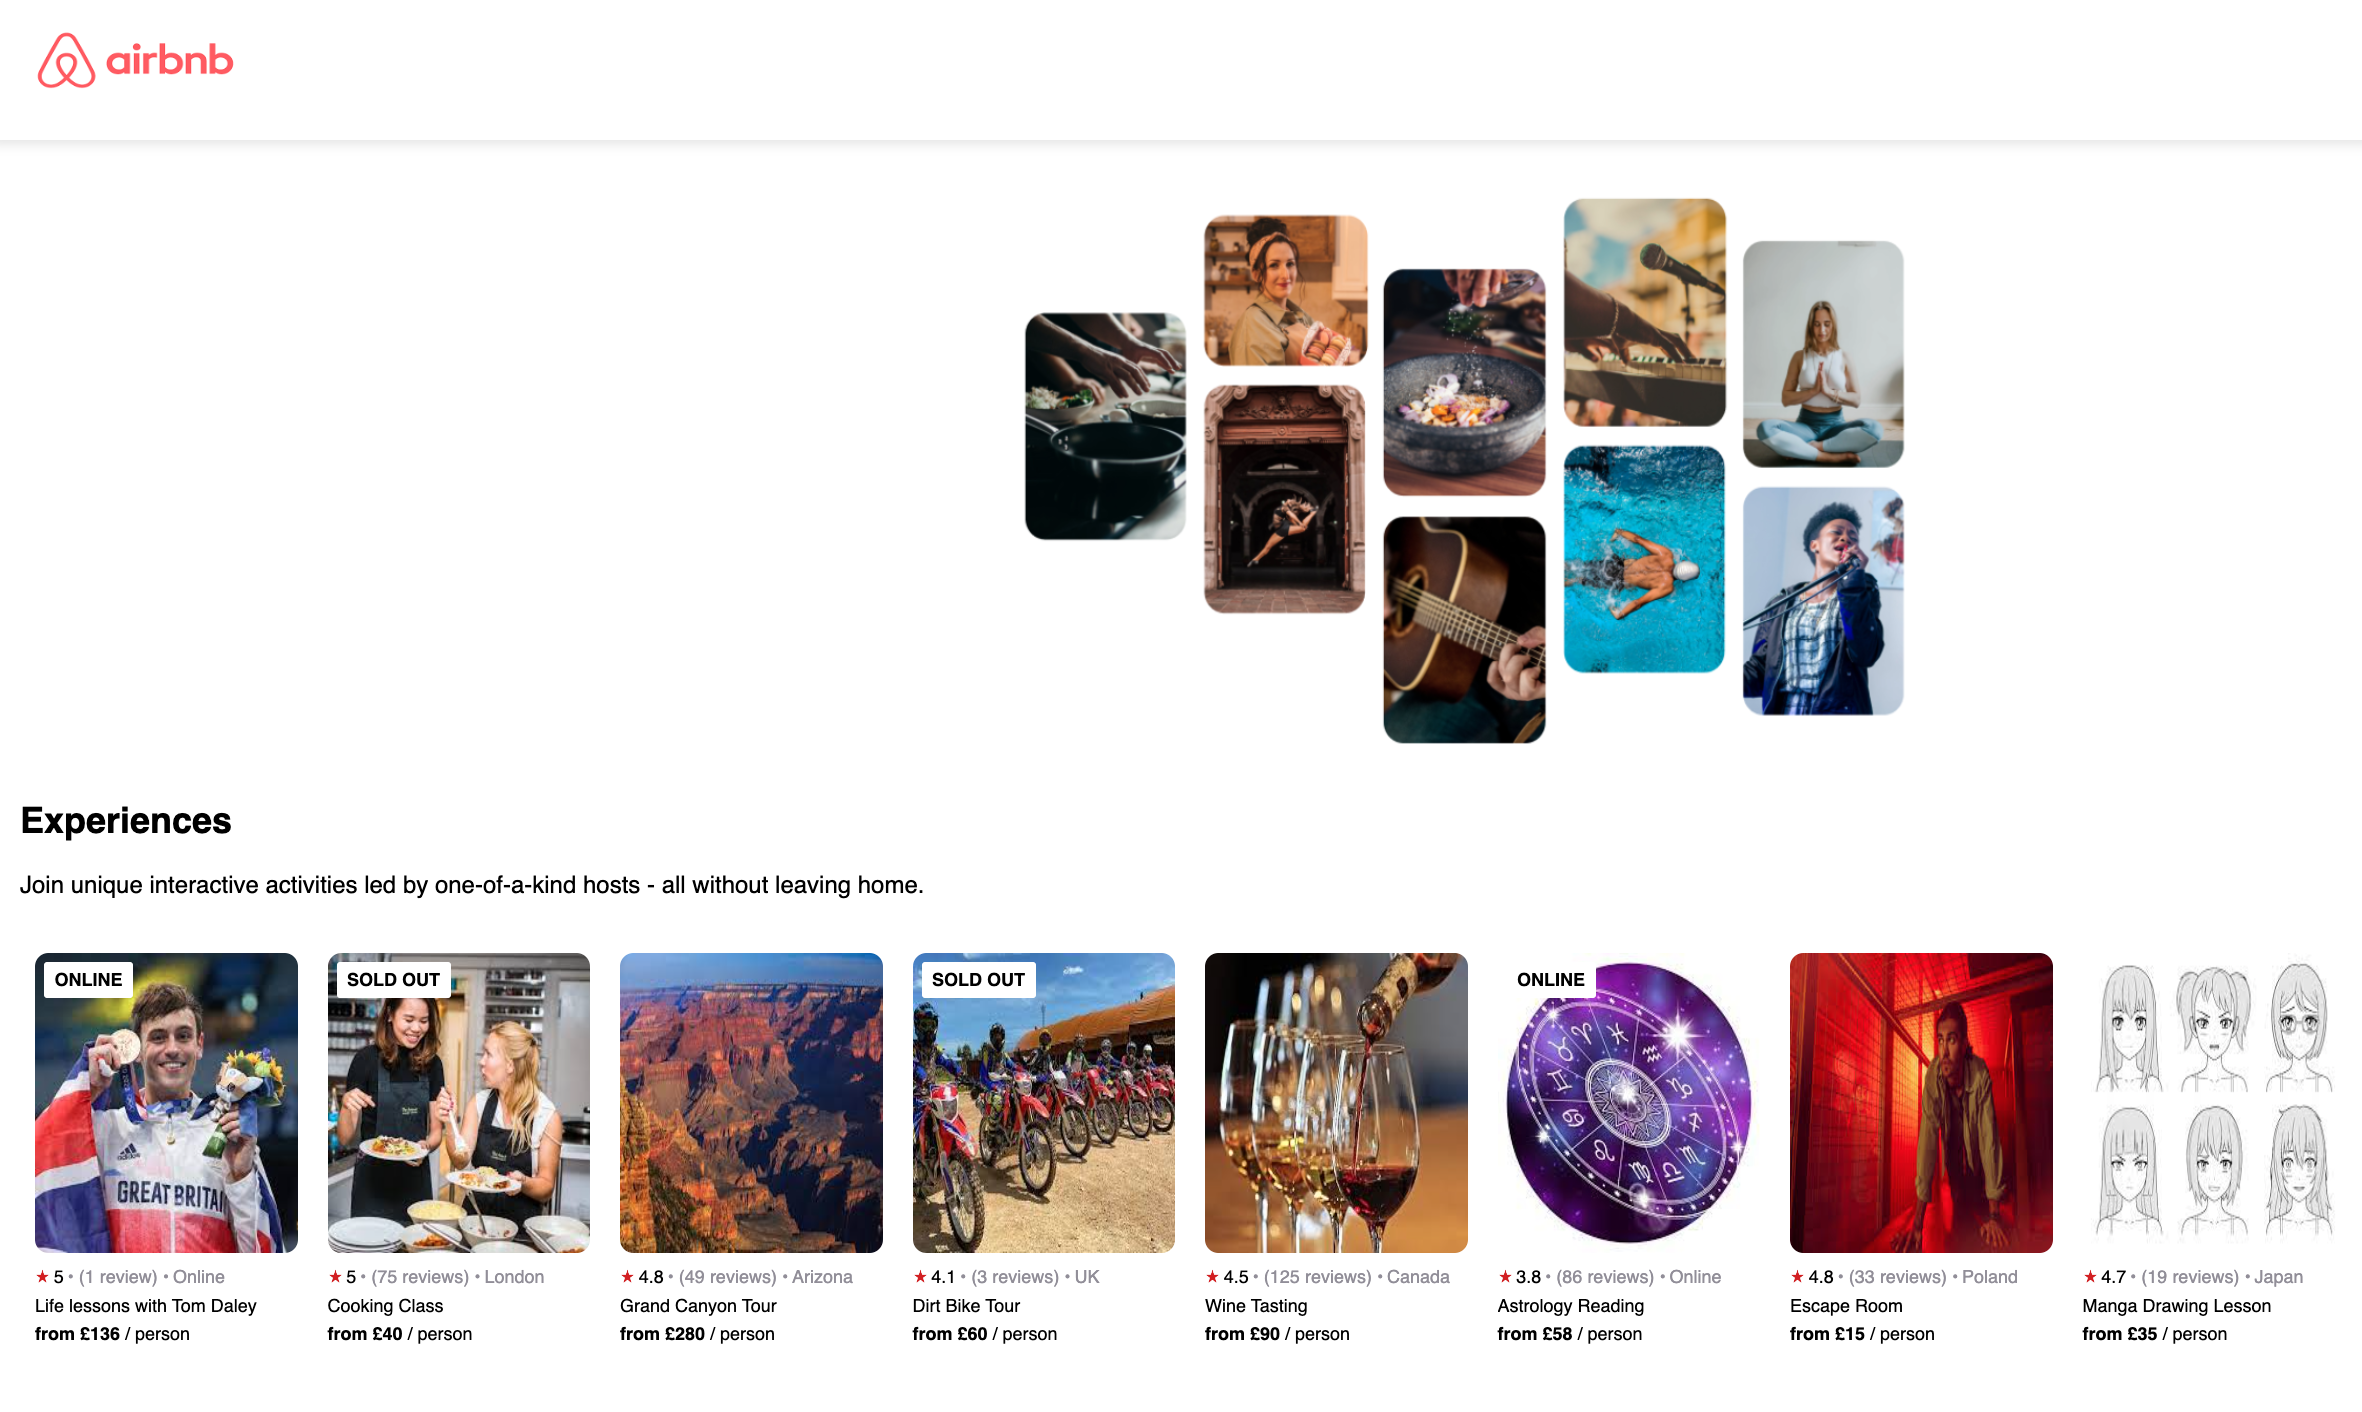 airbnb
Experiences
Join unique interactive activities led by one-of-a-kind hosts - all without leaving home.
ONLINE
GREAT BRITAI
adidas
★ 5 • (1 review) • Online
Life lessons with Tom Daley
from £136 / person
SOLD OUT
★ 5 • (75 reviews) • London
Cooking Class
from £40 / person
★ 4.8 • (49 reviews) • Arizona
Grand Canyon Tour
from £280 / person
SOLD OUT
★ 4.1 • (3 reviews) • UK
Dirt Bike Tour
from £60 / person
★ 4.5 • (125 reviews) • Canada
Wine Tasting
from £90 / person
ONLINE
★ 3.8 • (86 reviews) • Online
Astrology Reading
from £58 / person
★ 4.8 • (33 reviews) • Poland
Escape Room
from £15 / person
★ 4.7 • (19 reviews) • Japan
Manga Drawing Lesson
from £35 / person